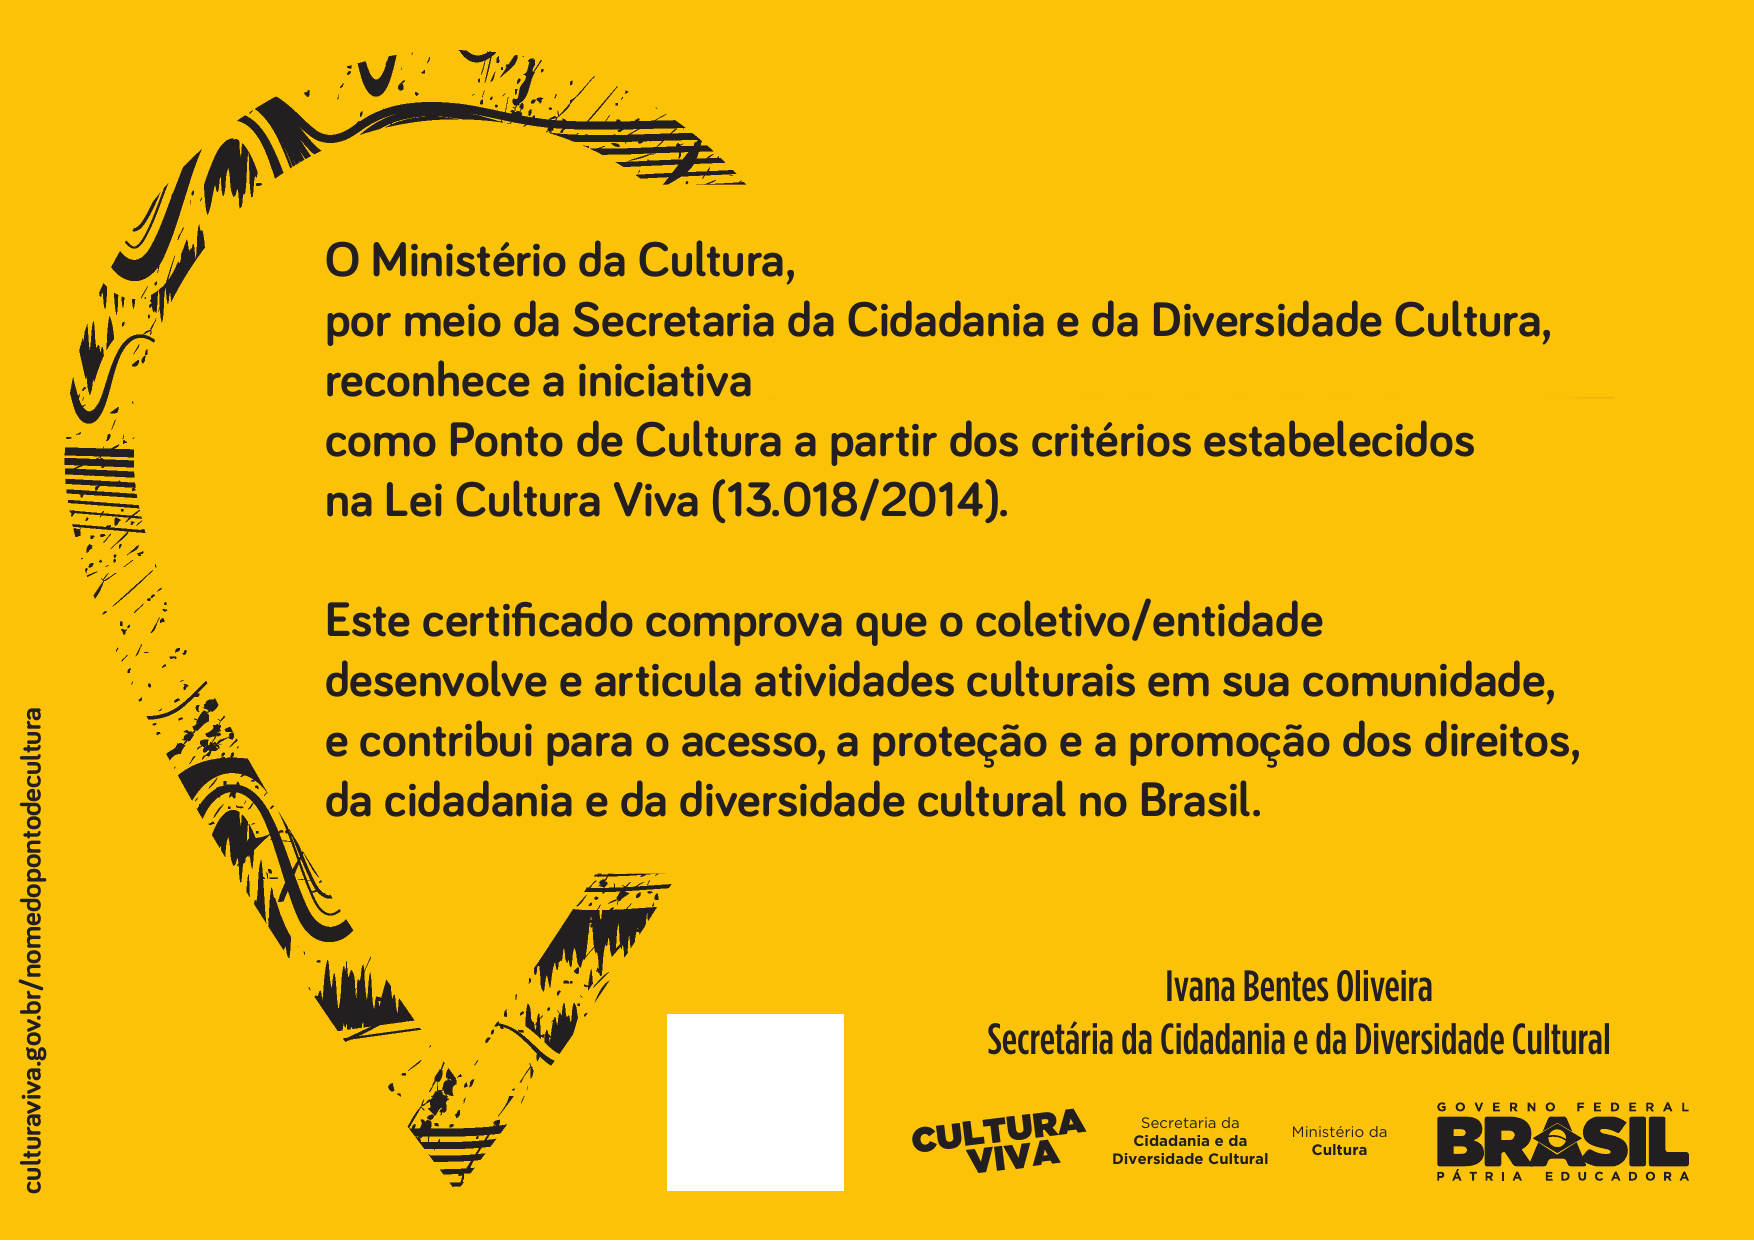 O Ministério da Cultura,
por meio da Secretaria da Cidadania e da Diversidade Cultura,
reconhece a iniciativa
como Ponto de Cultura a partir dos critérios estabelecidos
na Lei Cultura Viva (13.018/2014).
Este certificado comprova que o coletivo/entidade
desenvolve e articula atividades culturais em sua comunidade,
e contribui para o acesso, a proteção e a promoção dos direitos,
da cidadania e da diversidade cultural no Brasil.
culturaviva.gov.br/nomedopontodecultura
Ivana Bentes Oliveira
Secretária da Cidadania e da Diversidade Cultural
CULTURA
VIVA
Secretaria da
Cidadania e da
Diversidade Cultural
Ministério da
Cultura
GOVERNO FEDERAL
BRASIL
PÁTRIA EDUCADORA